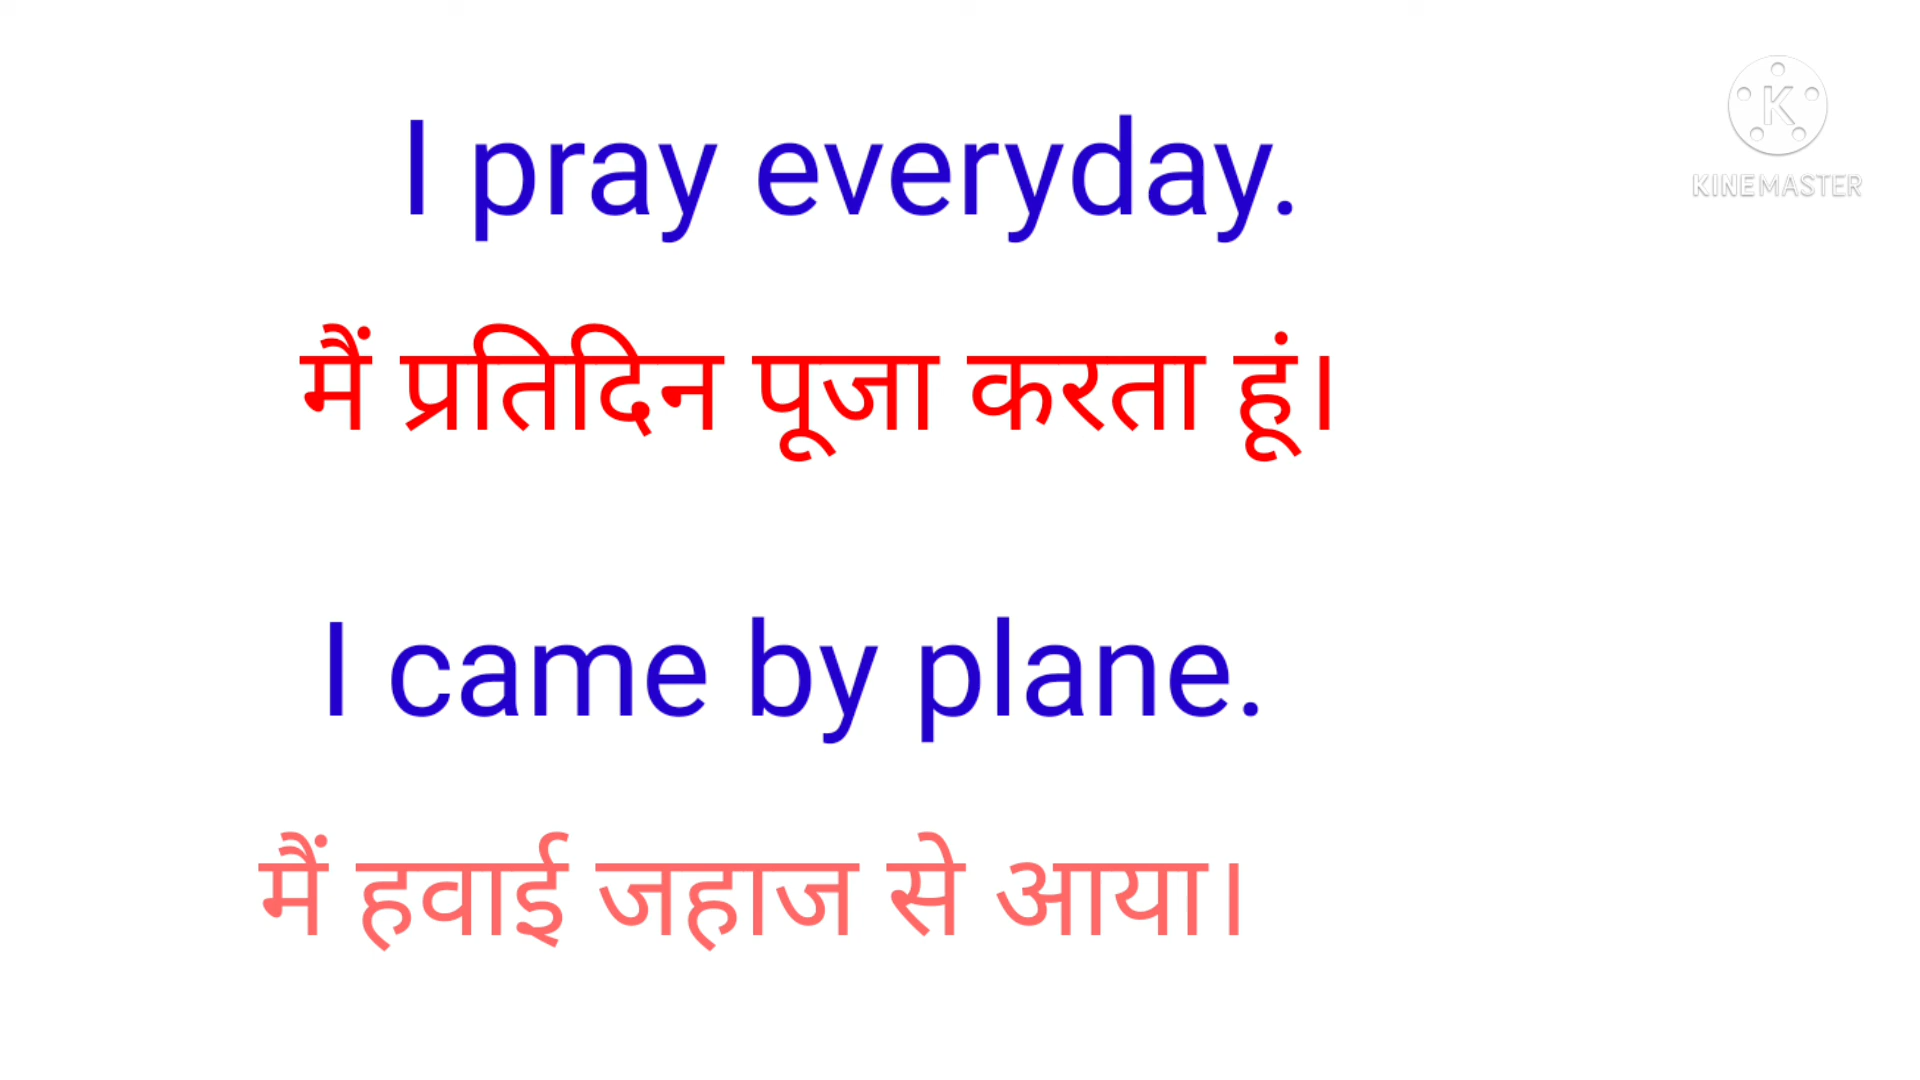 I pray everyday.
मैं प्रतिदिन पूजा करता हूं।
I came by plane.
मैं हवाई जहाज से आया।
K
KINEMASTER